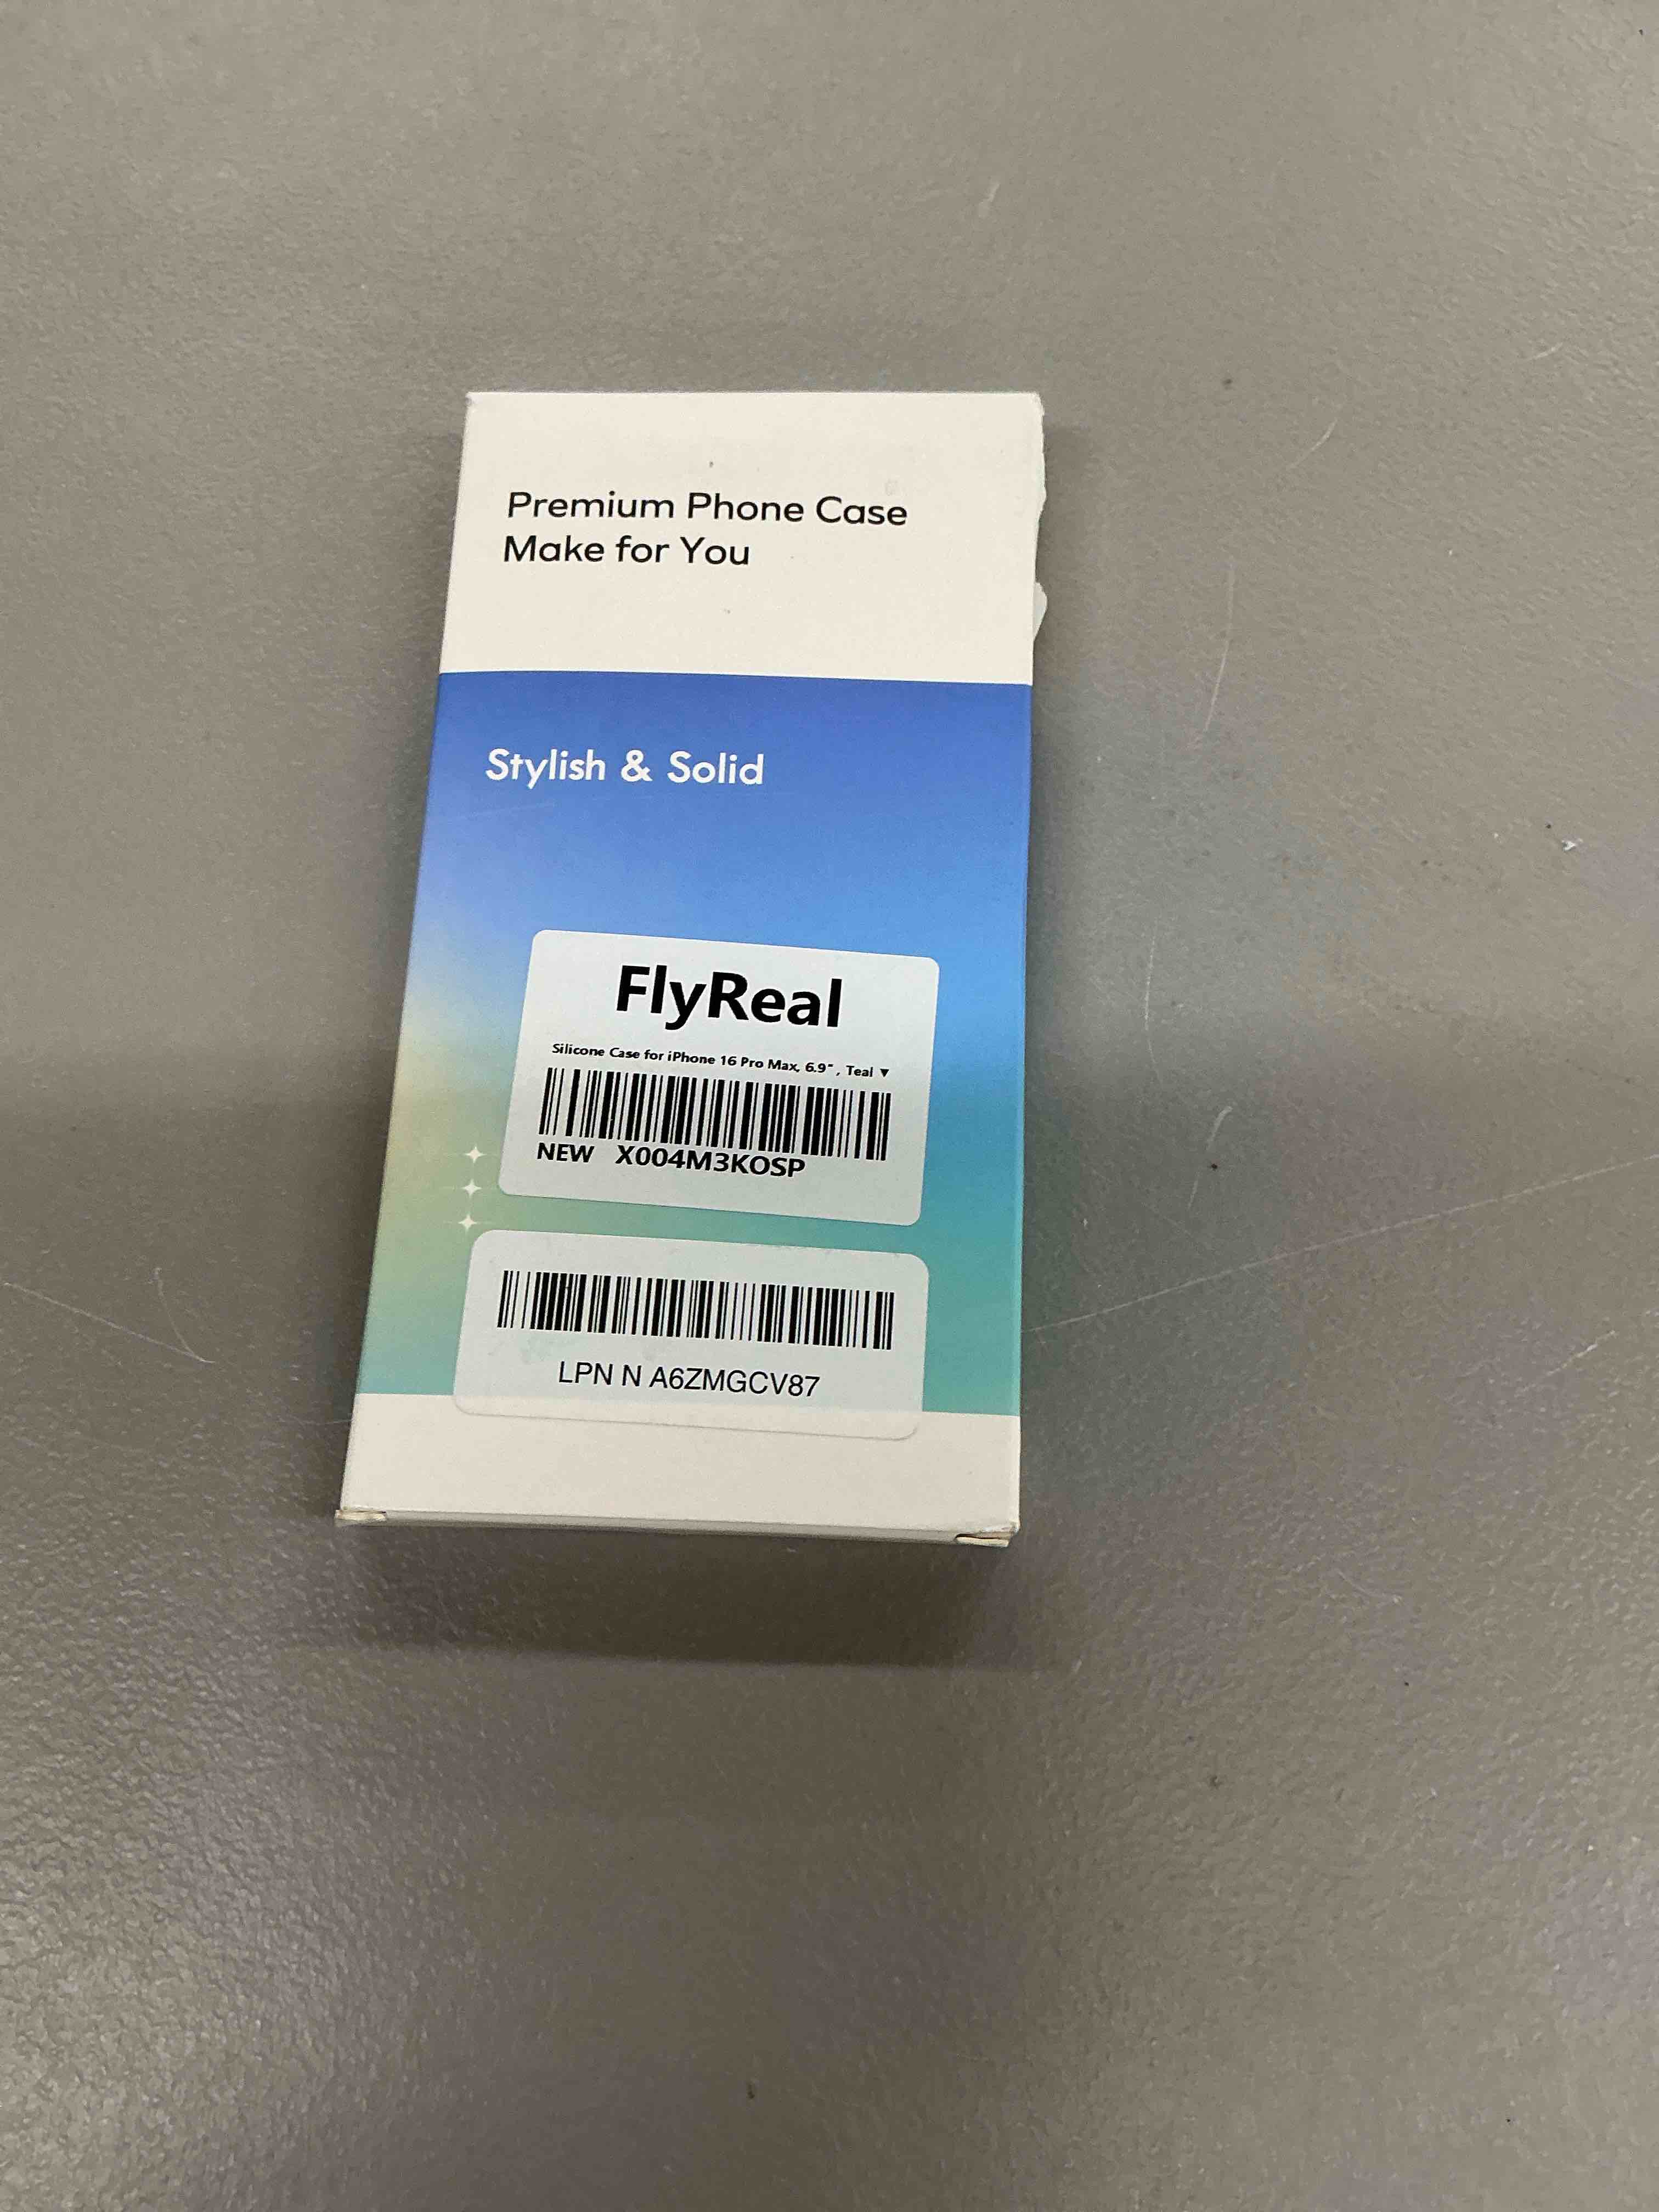 Premium Phone Case
Make for You
Stylish & Solid
FlyReal
Silicone Case for iPhone 16 Pro Max, 6.9", Teal ▼
NEW X004M3KOSP
LPN N A6ZMGCV87